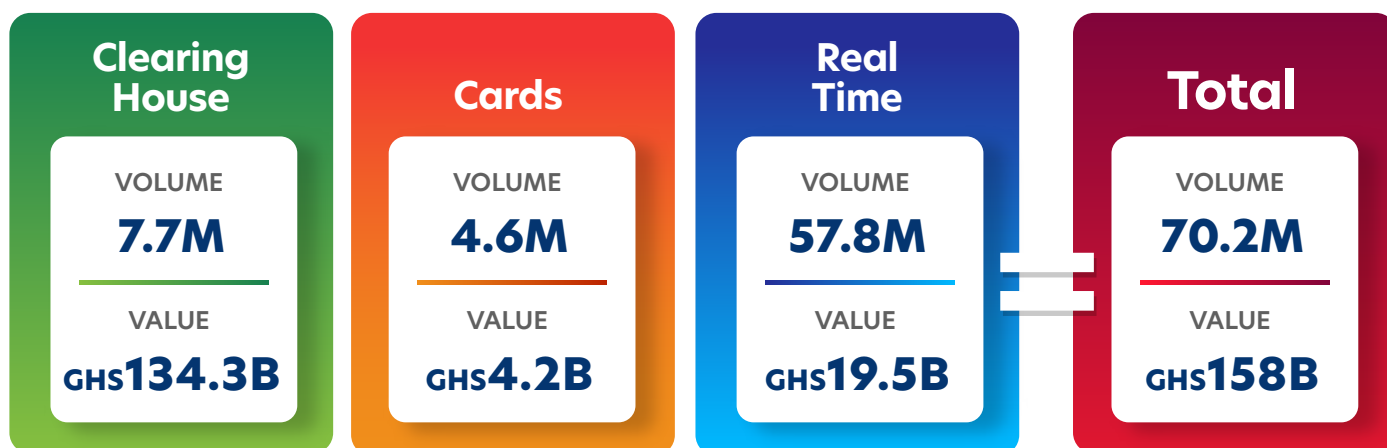 Clearing
House
VOLUME
7.7M
VALUE
GHS134.3B
Cards
VOLUME
4.6M
VALUE
GHS4.2B
Real
Time
VOLUME
57.8M
VALUE
GHS19.5B
=
Total
VOLUME
70.2M
VALUE
GHS158B